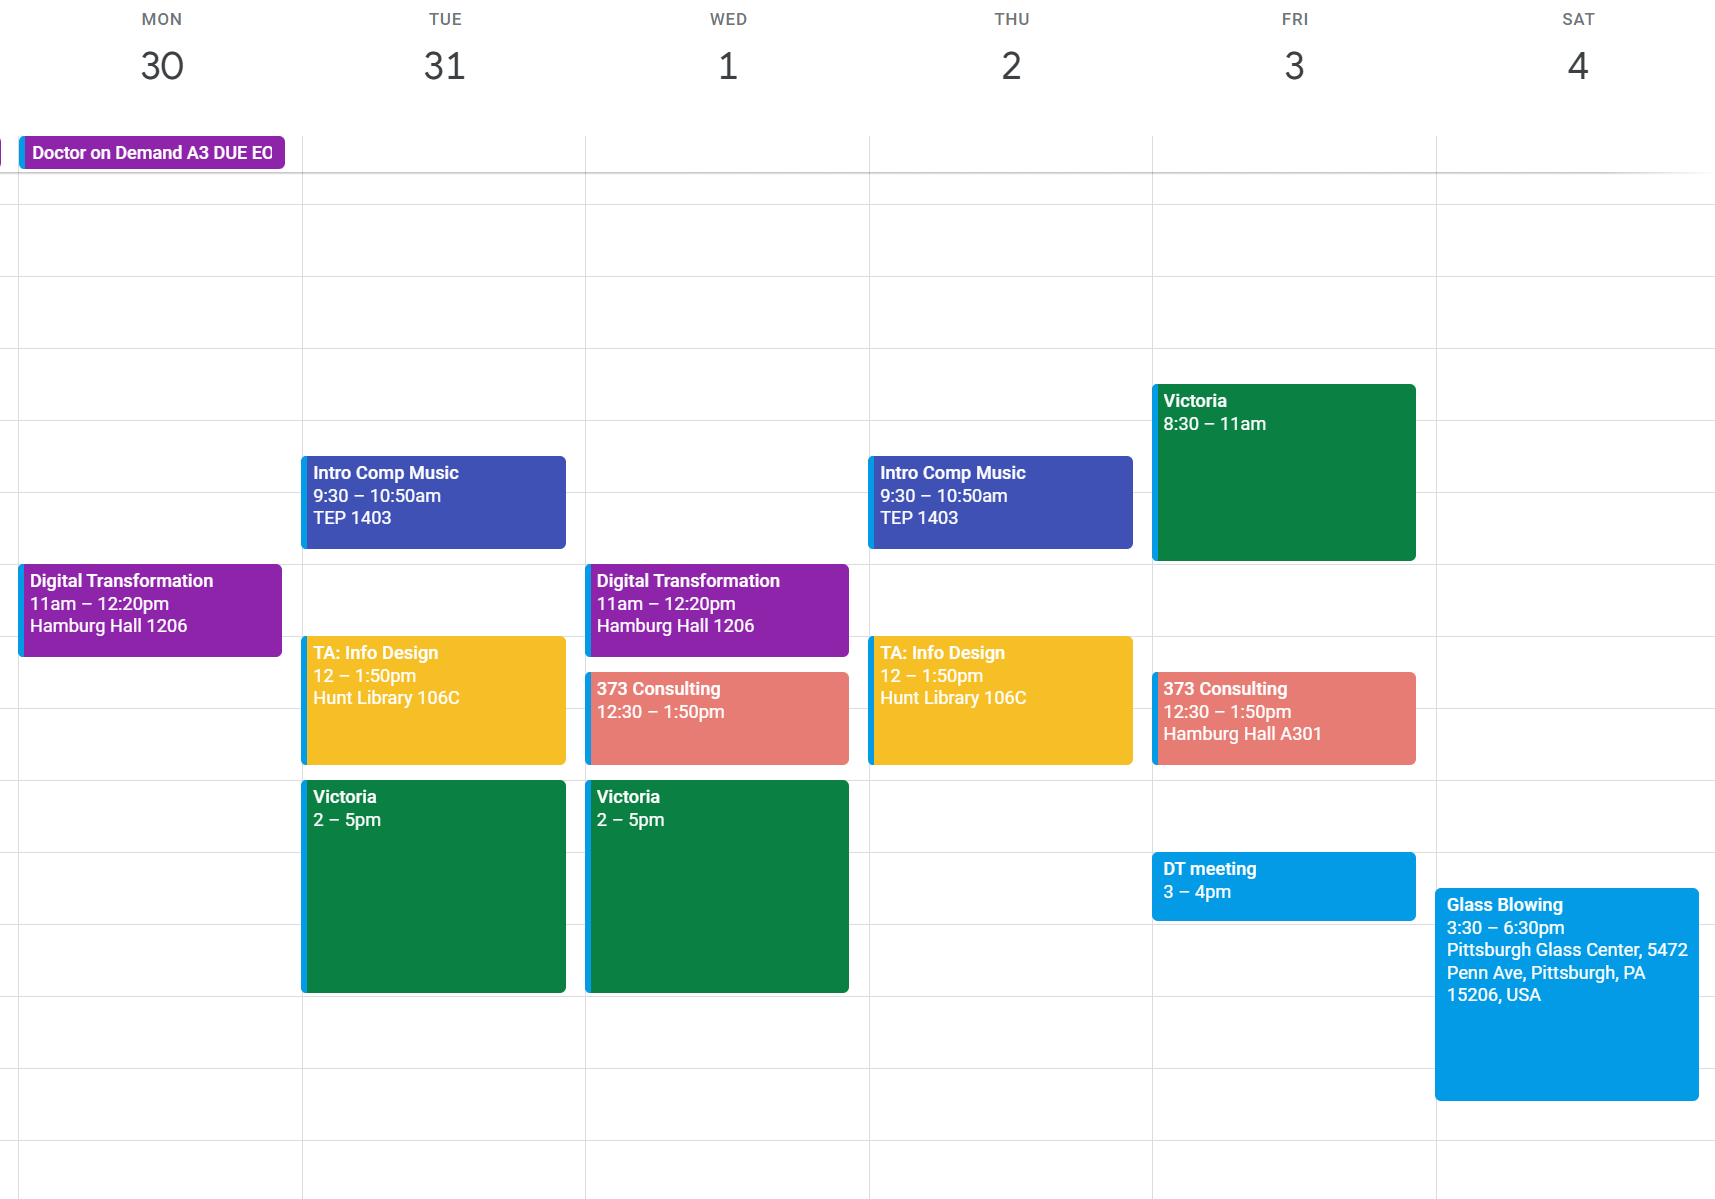 MON
30
TUE
31
WED
1
THU
2
FRI
3
SAT
4
Doctor on Demand A3 DUE EO
Digital Transformation
11am – 12:20pm
Hamburg Hall 1206
Intro Comp Music
9:30 – 10:50am
TEP 1403
TA: Info Design
12 – 1:50pm
Hunt Library 106C
Victoria
2 – 5pm
Digital Transformation
11am – 12:20pm
Hamburg Hall 1206
373 Consulting
12:30 – 1:50pm
Victoria
2 – 5pm
Intro Comp Music
9:30 – 10:50am
TEP 1403
TA: Info Design
12 – 1:50pm
Hunt Library 106C
Victoria
8:30 – 11am
373 Consulting
12:30 – 1:50pm
Hamburg Hall A301
DT meeting
3 – 4pm
Glass Blowing
3:30 – 6:30pm
Pittsburgh Glass Center, 5472
Penn Ave, Pittsburgh, PA
15206, USA